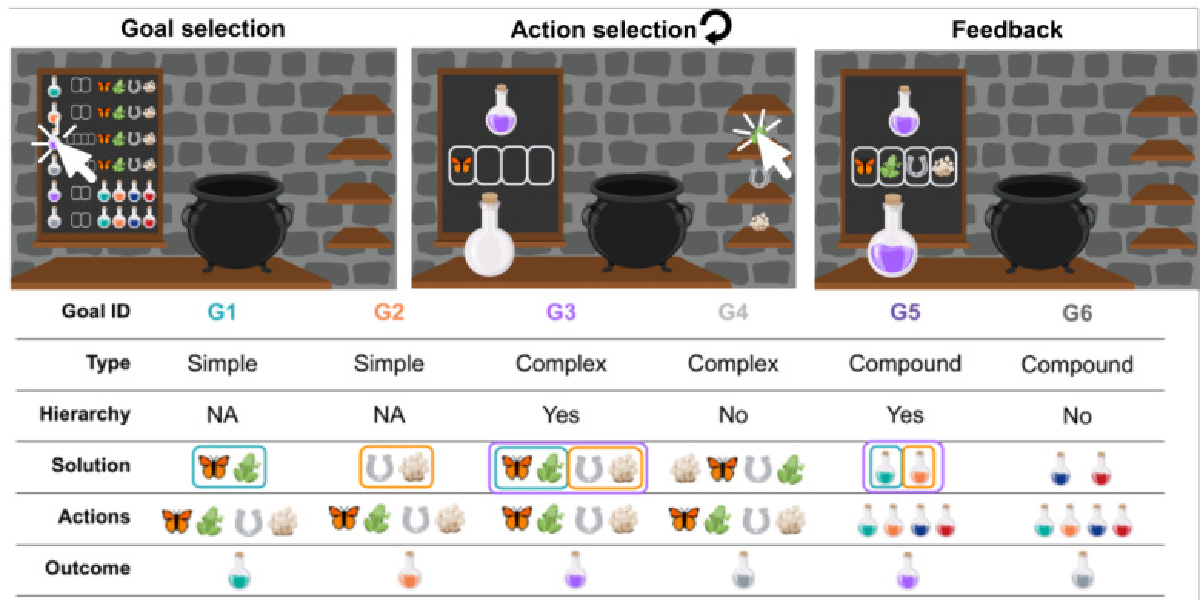 Goal selection Action selection Feedback
Goal ID G1 G2 G3 G4 G5 G6
Type Simple Simple Complex Complex Compound Compound
Hierarchy NA NA Yes No Yes No
Solution
Actions
Outcome